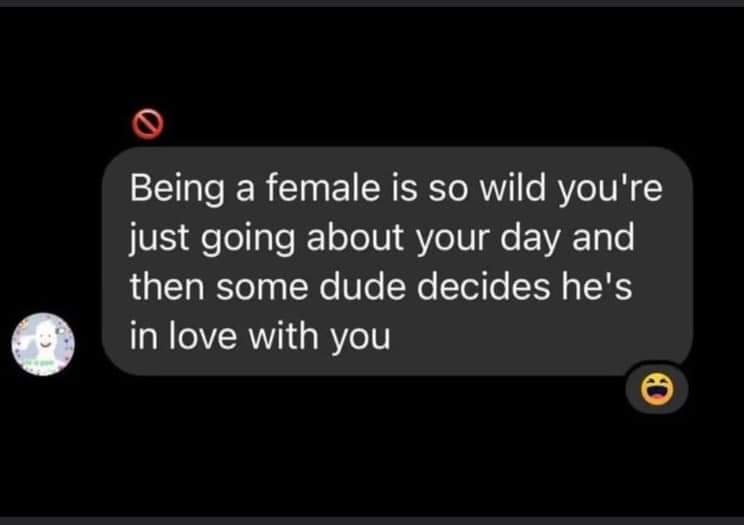 🚫
Being a female is so wild you're
just going about your day and
then some dude decides he's
in love with you
😄